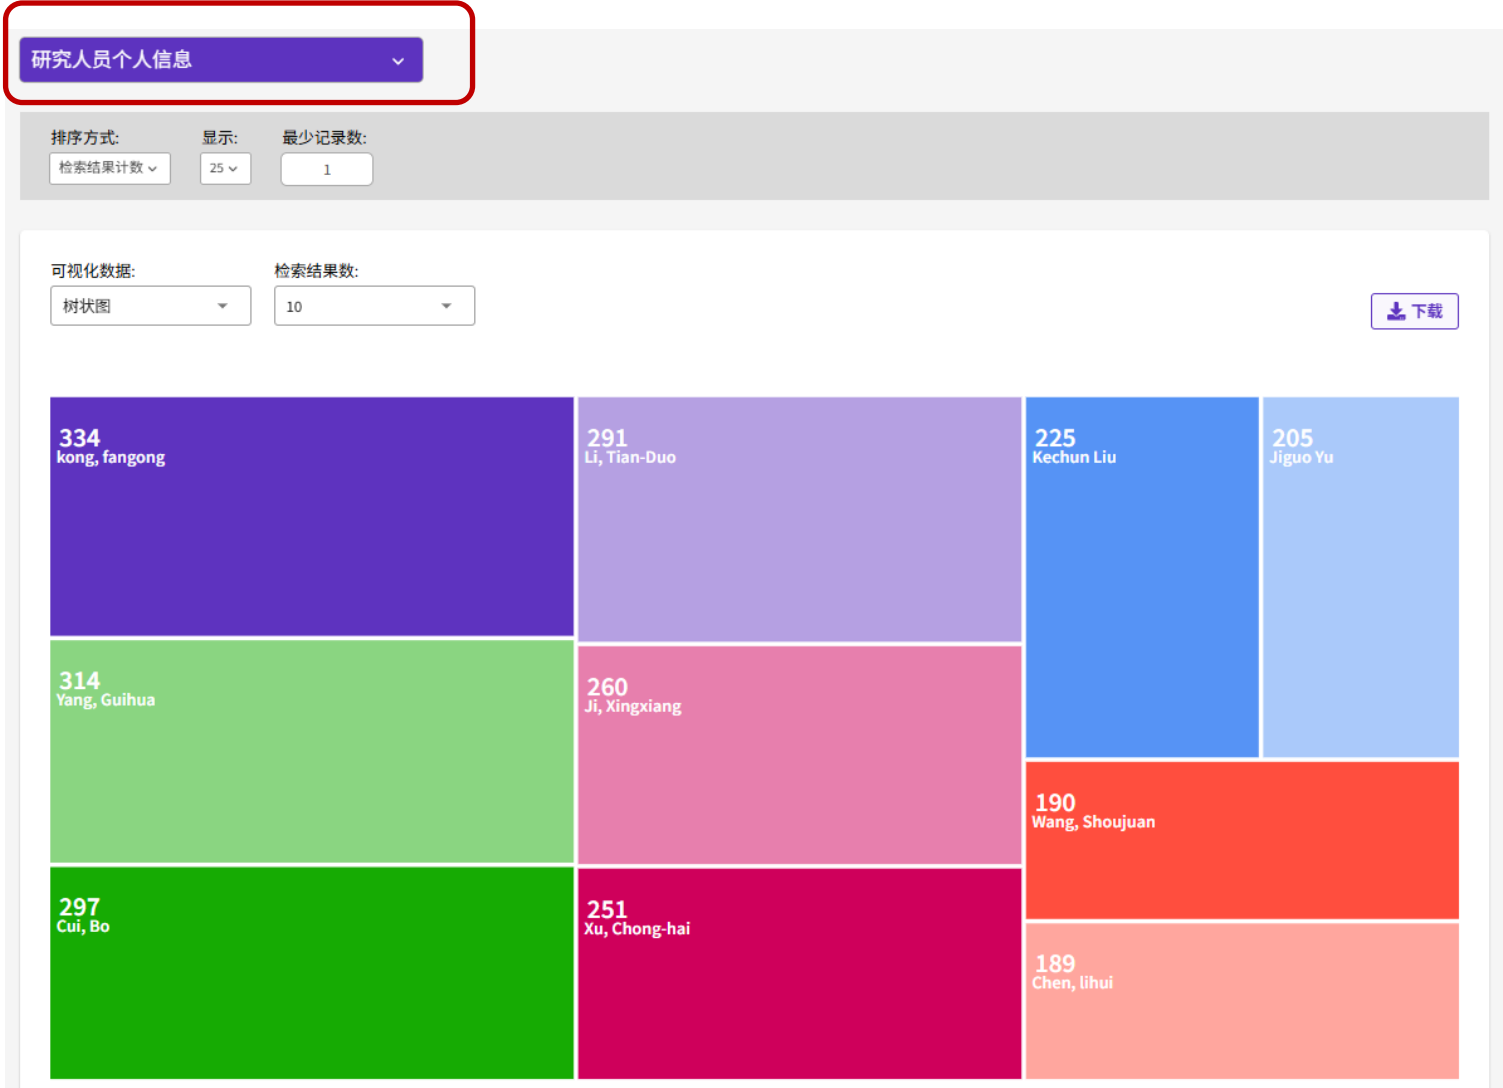 研究人员个人信息
排序方式: 显示: 最少记录数:
检索结果计数 25 1
可视化数据: 检索结果数:
树状图 10
下载
334
kong, fangong
291
Li, Tian-Duo
225
Kechun Liu
205
Jiguo Yu
314
Yang, Guihua
260
Ji, Xingxiang
190
Wang, Shoujuan
297
Cui, Bo
251
Xu, Chong-hai
189
Chen, lihui